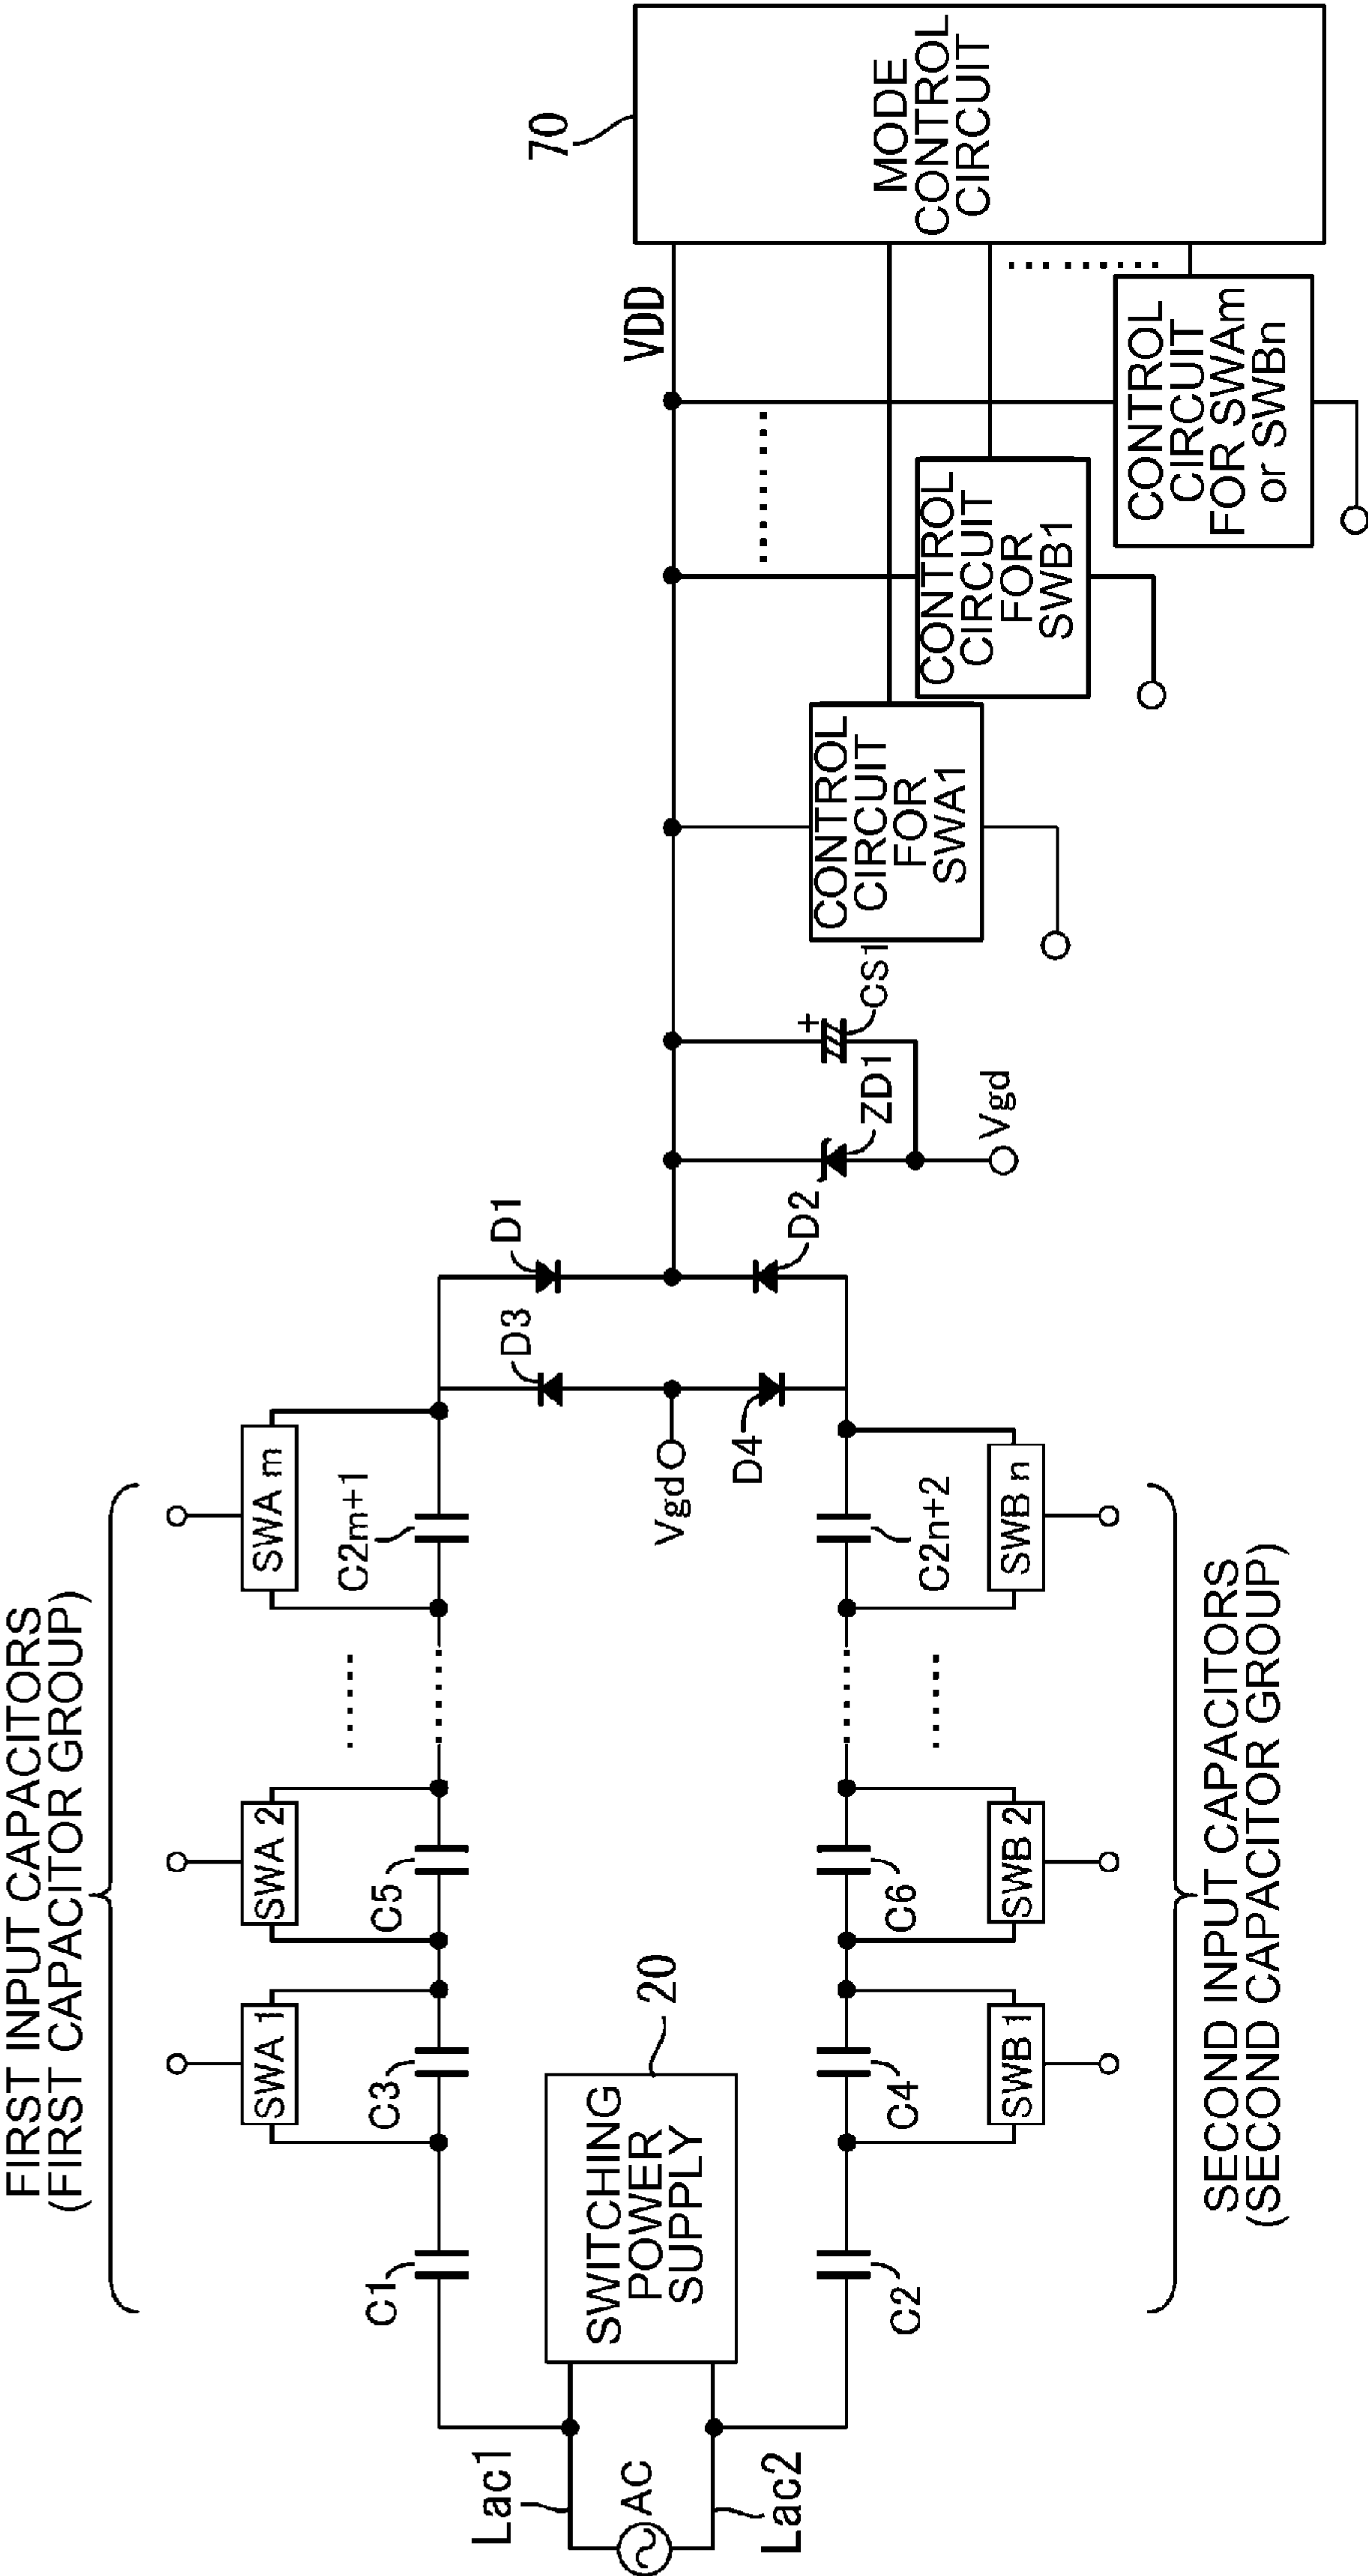 FIRST INPUT CAPACITORS
(FIRST CAPACITOR GROUP)
SWA 1
SWA 2
SWA m
C1
C3
C5
C2m+1
Lac1
AC
Lac2
SWITCHING
POWER
SUPPLY
20
C2
C4
C6
C2n+2
SWB 1
SWB 2
SWB n
SECOND INPUT CAPACITORS
(SECOND CAPACITOR GROUP)
D3
D1
Vgd
D4
D2
ZD1
+
CS1
Vgd
VDD
CONTROL
CIRCUIT
FOR
SWA1
CONTROL
CIRCUIT
FOR
SWB1
CONTROL
CIRCUIT
FOR SWAm
or SWBn
70
MODE
CONTROL
CIRCUIT